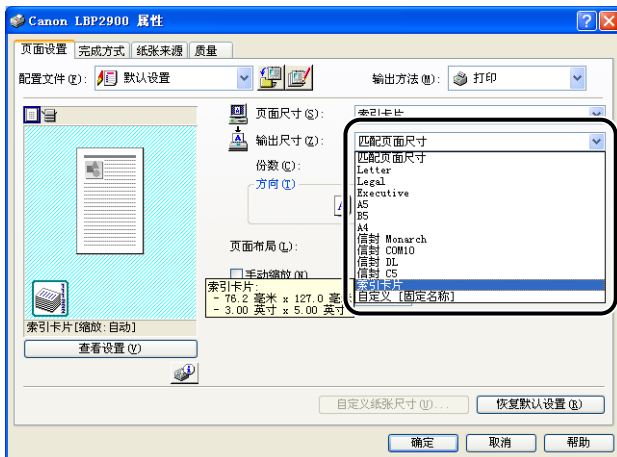 Canon LBP2900 属性
页面设置 完成方式 纸张来源 质量
配置文件(F): 默认设置 输出方法(M): 打印
页面尺寸(S): 索引卡片
输出尺寸(Z): 匹配页面尺寸
匹配页面尺寸
Letter
Legal
Executive
A5
B5
A4
信封 Monarch
信封 COM10
信封 DL
信封 C5
索引卡片
自定义 [固定名称]
份数(C):
方向(T)
A
页面布局(L):
手动缩放(N)
索引卡片:
- 76.2 毫米 x 127.0 毫米
- 3.00 英寸 x 5.00 英寸
索引卡片[缩放:自动]
查看设置(V)
自定义纸张尺寸(U)... 恢复默认设置(R)
确定 取消 帮助